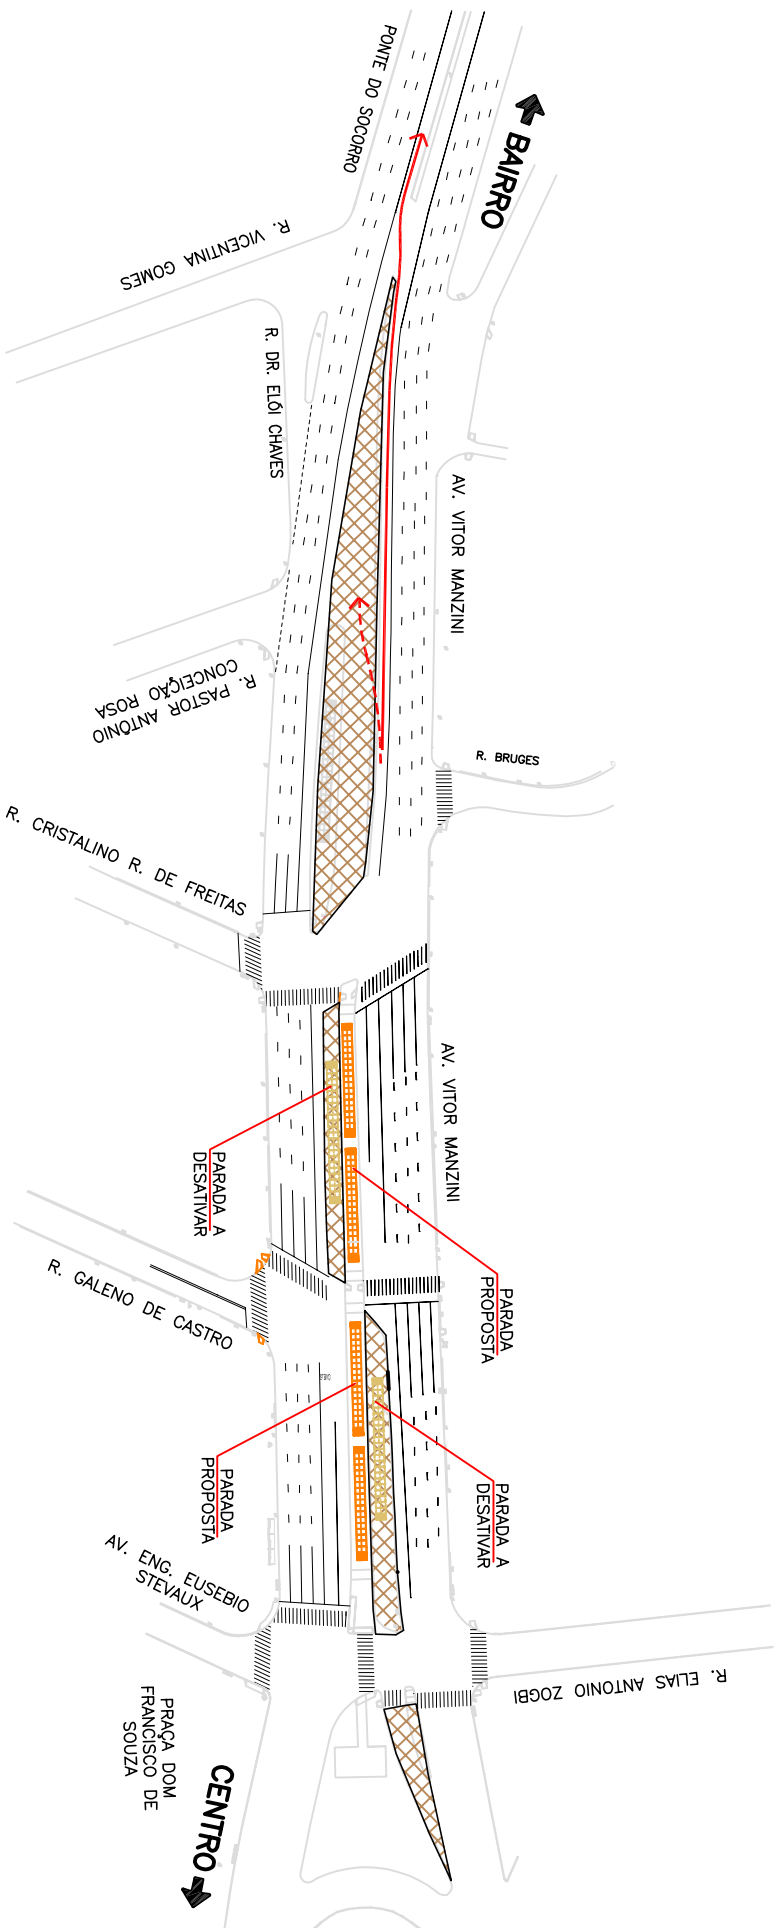 PONTE DO SOCORRO
BAIRRO
R. VICENTINA GOMES
R. DR. ELÓI CHAVES
AV. VITOR MANZINI
R. PASTOR ANTÔNIO
CONCEIÇÃO ROSA
R. BRUGES
R. CRISTALINO R. DE FREITAS
AV. VITOR MANZINI
PARADA A
DESATIVAR
R. GALENO DE CASTRO
PARADA
PROPOSTA
PARADA
PROPOSTA
PARADA A
DESATIVAR
AV. ENG. EUSEBIO
STEVAUX
R. ELIAS ANTONIO ZOGBI
PRAÇA DOM
FRANCISCO DE
SOUZA
CENTRO